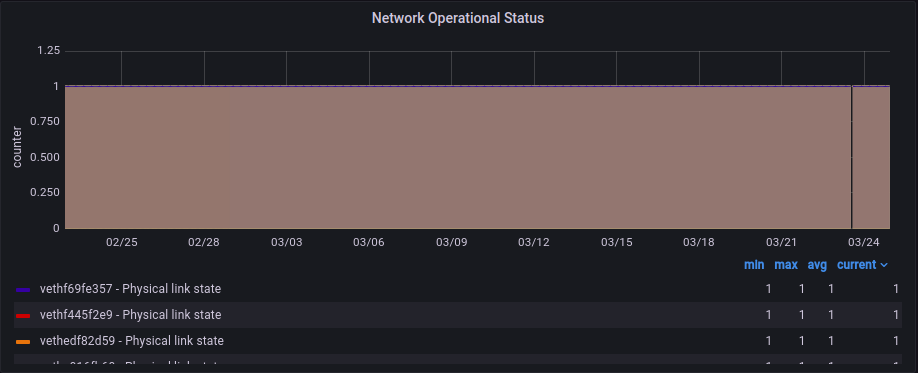 Network Operational Status
1.25
1
0.750
0.500
0.250
0
counter
02/25 02/28 03/03 03/06 03/09 03/12 03/15 03/18 03/21 03/24
min max avg current
vethf69fe357 - Physical link state 1 1 1 1
vethf445f2e9 - Physical link state 1 1 1 1
vethedf82d59 - Physical link state 1 1 1 1